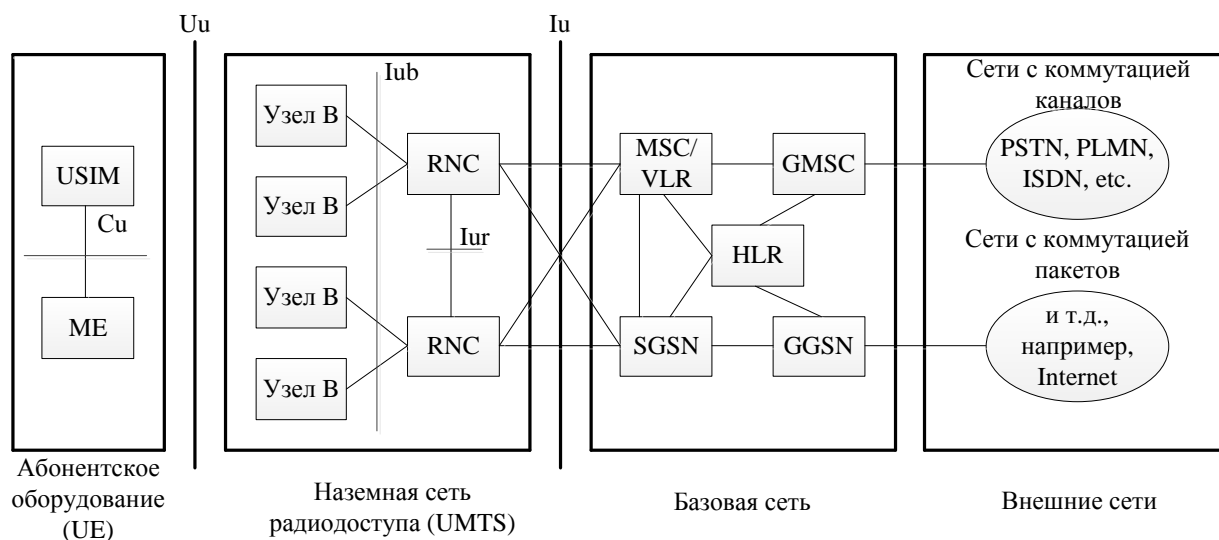 Uu
Iu
USIM
Cu
ME
Абонентское
оборудование
(UE)
Iub
Узел В
Узел В
Узел В
Узел В
RNC
Iur
RNC
Наземная сеть
радиодоступа (UMTS)
MSC/
VLR
GMSC
HLR
SGSN
GGSN
Базовая сеть
Сети с коммутацией
каналов
PSTN, PLMN,
ISDN, etc.
Сети с коммутацией
пакетов
и т.д.,
например,
Internet
Внешние сети